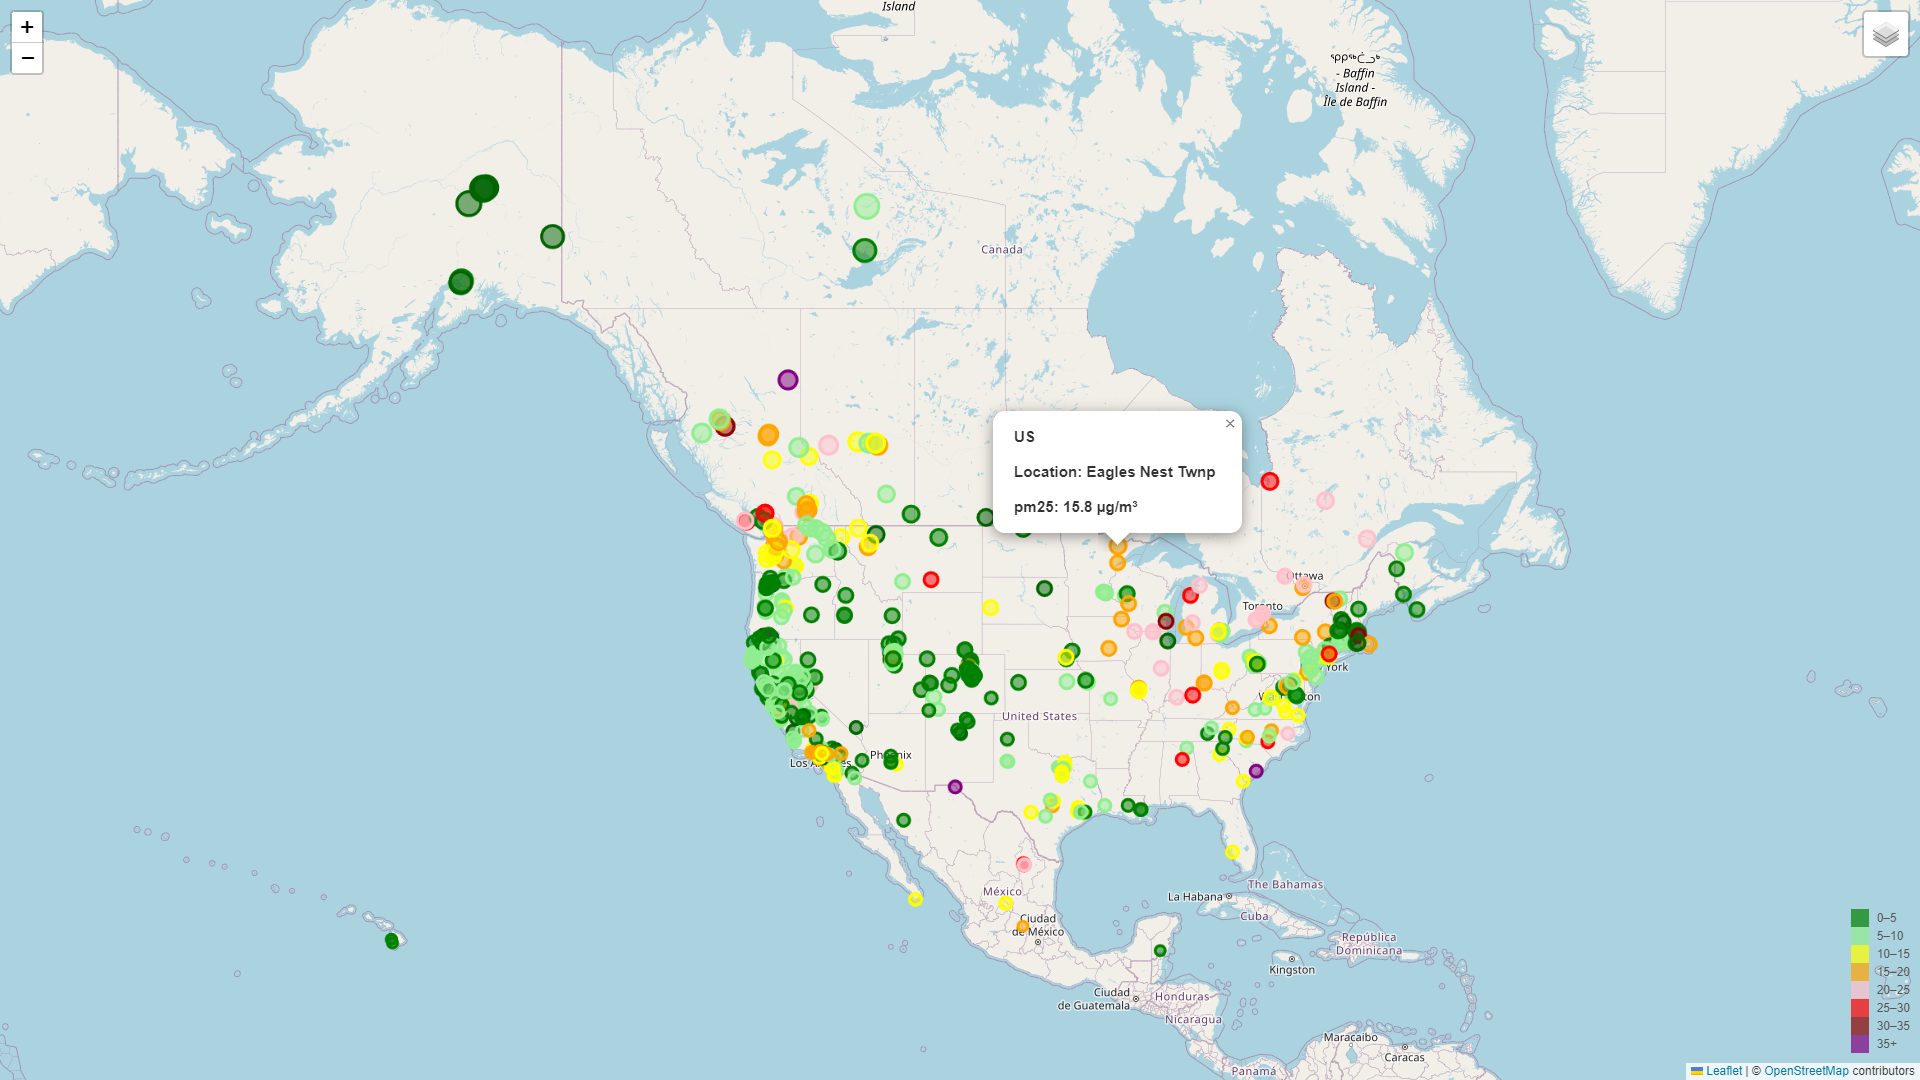 +
−
Island
ᕿᑭᖅᑖᓗᒃ
- Baffin
Island -
Île de Baffin
Canada
×
US
Location: Eagles Nest Twnp
pm25: 15.8 µg/m³
Ottawa
Toronto
York
United States
Los
Mexico
La Habana
The Bahamas
Cuba
México
Ciudad
de México
República
Dominicana
Kingston
Ciudad
de Guatemala
Honduras
Nicaragua
Maracaibo
Caracas
Panamá
0–5
5–10
10–15
15–20
20–25
25–30
30–35
35+
Leaflet | © OpenStreetMap contributors